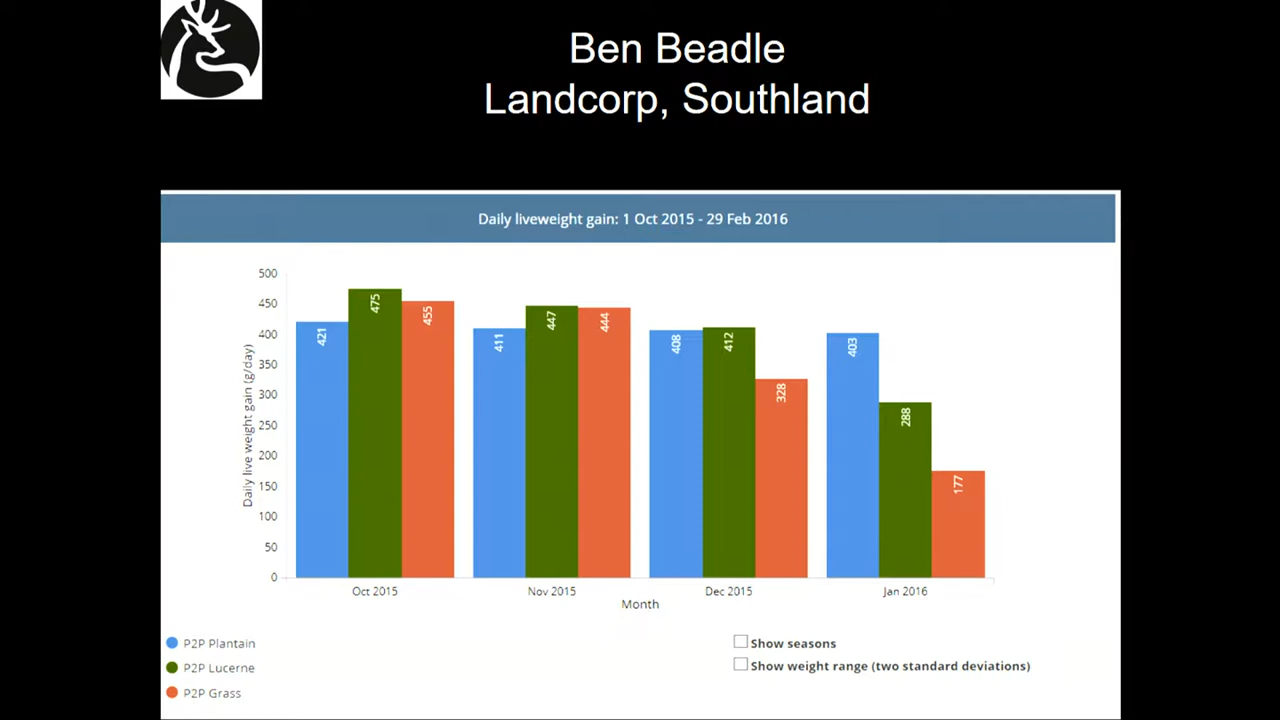 Ben Beadle
Landcorp, Southland
Daily liveweight gain: 1 Oct 2015 - 29 Feb 2016
Daily live weight gain (g/day)
500
450
400
350
300
250
200
150
100
50
0
421
475
455
411
447
444
408
412
328
403
288
177
Oct 2015
Nov 2015
Dec 2015
Jan 2016
Month
P2P Plantain
P2P Lucerne
P2P Grass
Show seasons
Show weight range (two standard deviations)